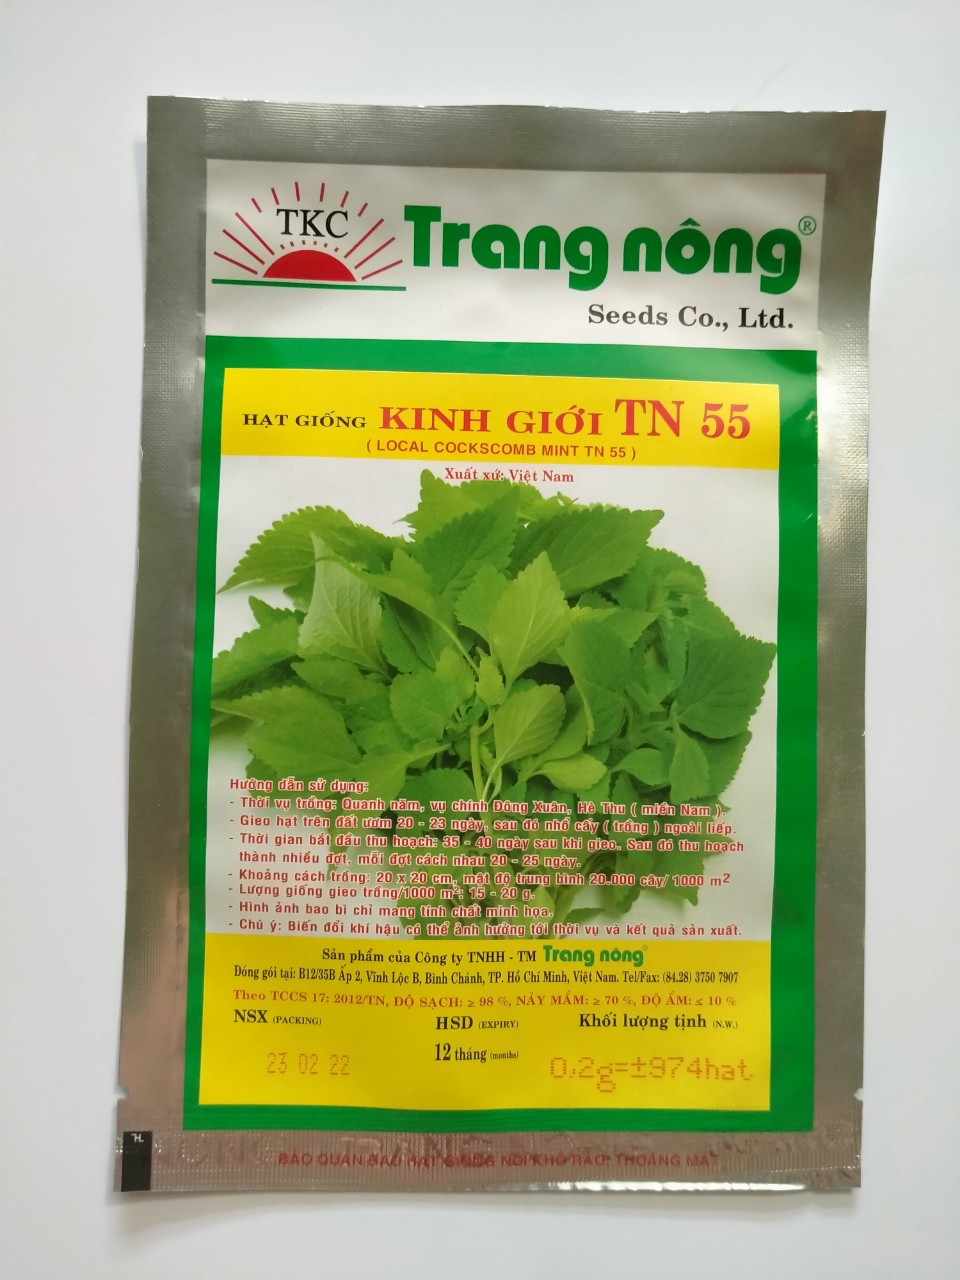 TKC
Trang nông®
Seeds Co., Ltd.
HẠT GIỐNG KINH GIỚI TN 55
( LOCAL COCKSCOMB MINT TN 55 )
Xuất xứ: Việt Nam
Hướng dẫn sử dụng:
- Thời vụ trồng: Quanh năm, vụ chính Đông Xuân, Hè Thu ( miền Nam ).
- Gieo hạt trên đất ươm 20 - 23 ngày, sau đó nhổ cấy ( trồng ) ngoài liếp.
- Thời gian bắt đầu thu hoạch: 35 - 40 ngày sau khi gieo. Sau đó thu hoạch
thành nhiều đợt, mỗi đợt cách nhau 20 - 25 ngày.
- Khoảng cách trồng: 20 x 20 cm, mật độ trung bình 20.000 cây/ 1000 m²
- Lượng giống gieo trồng/1000 m²: 15 - 20 g.
- Hình ảnh bao bì chỉ mang tính chất minh họa.
- Chú ý: Biến đổi khí hậu có thể ảnh hưởng tới thời vụ và kết quả sản xuất.
Sản phẩm của Công ty TNHH - TM Trang nông®
Đóng gói tại: B12/35B Ấp 2, Vĩnh Lộc B, Bình Chánh, TP. Hồ Chí Minh, Việt Nam. Tel/Fax: (84.28) 3750 7907
Theo TCCS 17: 2012/TN, ĐỘ SẠCH: ≥ 98 %, NẢY MẦM: ≥ 70 %, ĐỘ ẨM: ≤ 10 %
NSX (PACKING) HSD (EXPIRY) Khối lượng tịnh (N.W.)
23 02 22 12 tháng (months) 0,2g=±974hat
BẢO QUẢN BAO HẠT GIỐNG NƠI KHÔ RÁO, THOÁNG MÁT